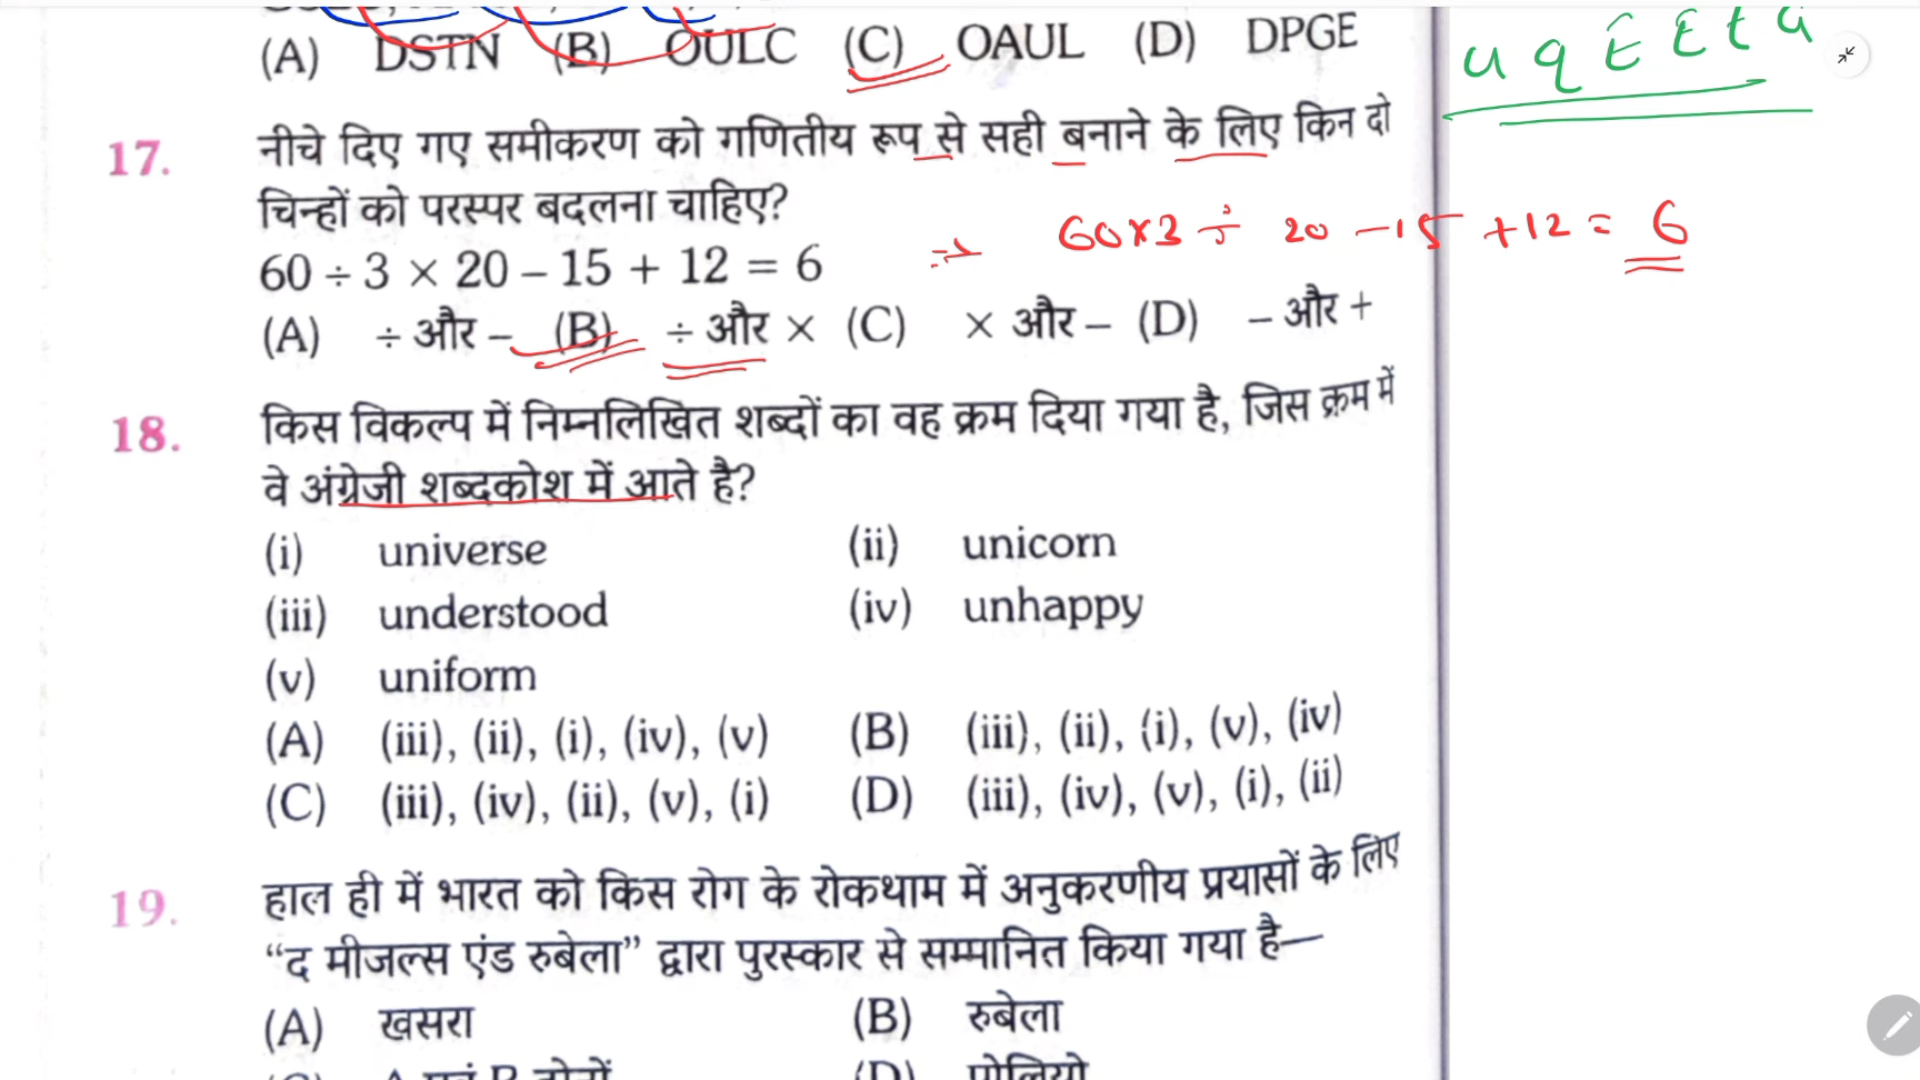 (A) DSTN (B) OULC (C) OAUL (D) DPGE
17. नीचे दिए गए समीकरण को गणितीय रूप से सही बनाने के लिए किन दो
चिन्हों को परस्पर बदलना चाहिए?
60 ÷ 3 × 20 – 15 + 12 = 6
60×3 ÷ 20 –15 +12 = 6
(A) ÷ और – (B) ÷ और × (C) × और – (D) – और +
18. किस विकल्प में निम्नलिखित शब्दों का वह क्रम दिया गया है, जिस क्रम में
वे अंग्रेजी शब्दकोश में आते है?
(i) universe (ii) unicorn
(iii) understood (iv) unhappy
(v) uniform
(A) (iii), (ii), (i), (iv), (v) (B) (iii), (ii), (i), (v), (iv)
(C) (iii), (iv), (ii), (v), (i) (D) (iii), (iv), (v), (i), (ii)
19. हाल ही में भारत को किस रोग के रोकथाम में अनुकरणीय प्रयासों के लिए
“द मीजल्स एंड रुबेला” द्वारा पुरस्कार से सम्मानित किया गया है—
(A) खसरा (B) रुबेला
(C) A एवं B दोनों (D) पोलियो